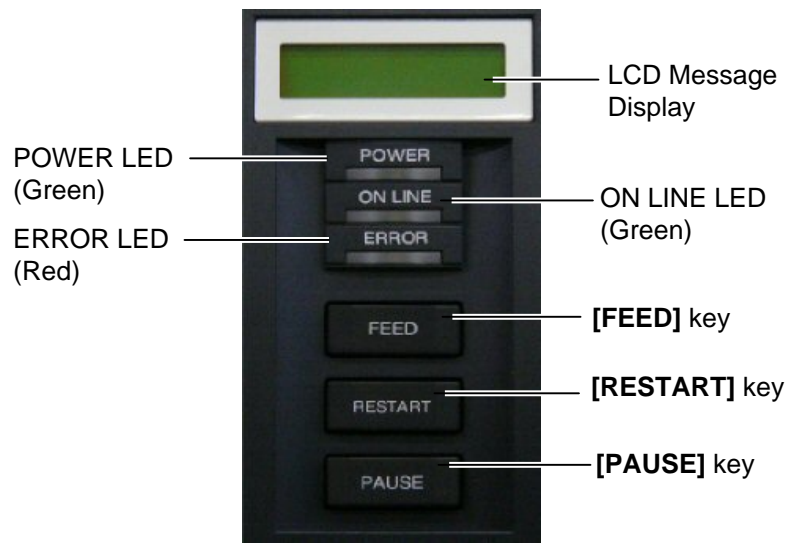 LCD Message
Display
POWER LED
(Green)
POWER
ON LINE
ON LINE LED
(Green)
ERROR LED
(Red)
ERROR
FEED
[FEED] key
RESTART
[RESTART] key
PAUSE
[PAUSE] key